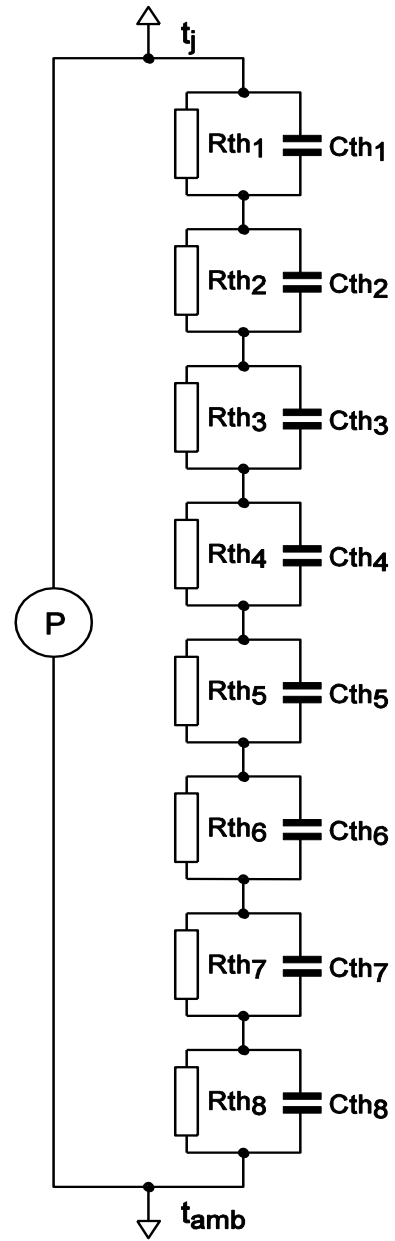 tj
Rth1 Cth1
Rth2 Cth2
Rth3 Cth3
Rth4 Cth4
P
Rth5 Cth5
Rth6 Cth6
Rth7 Cth7
Rth8 Cth8
tamb